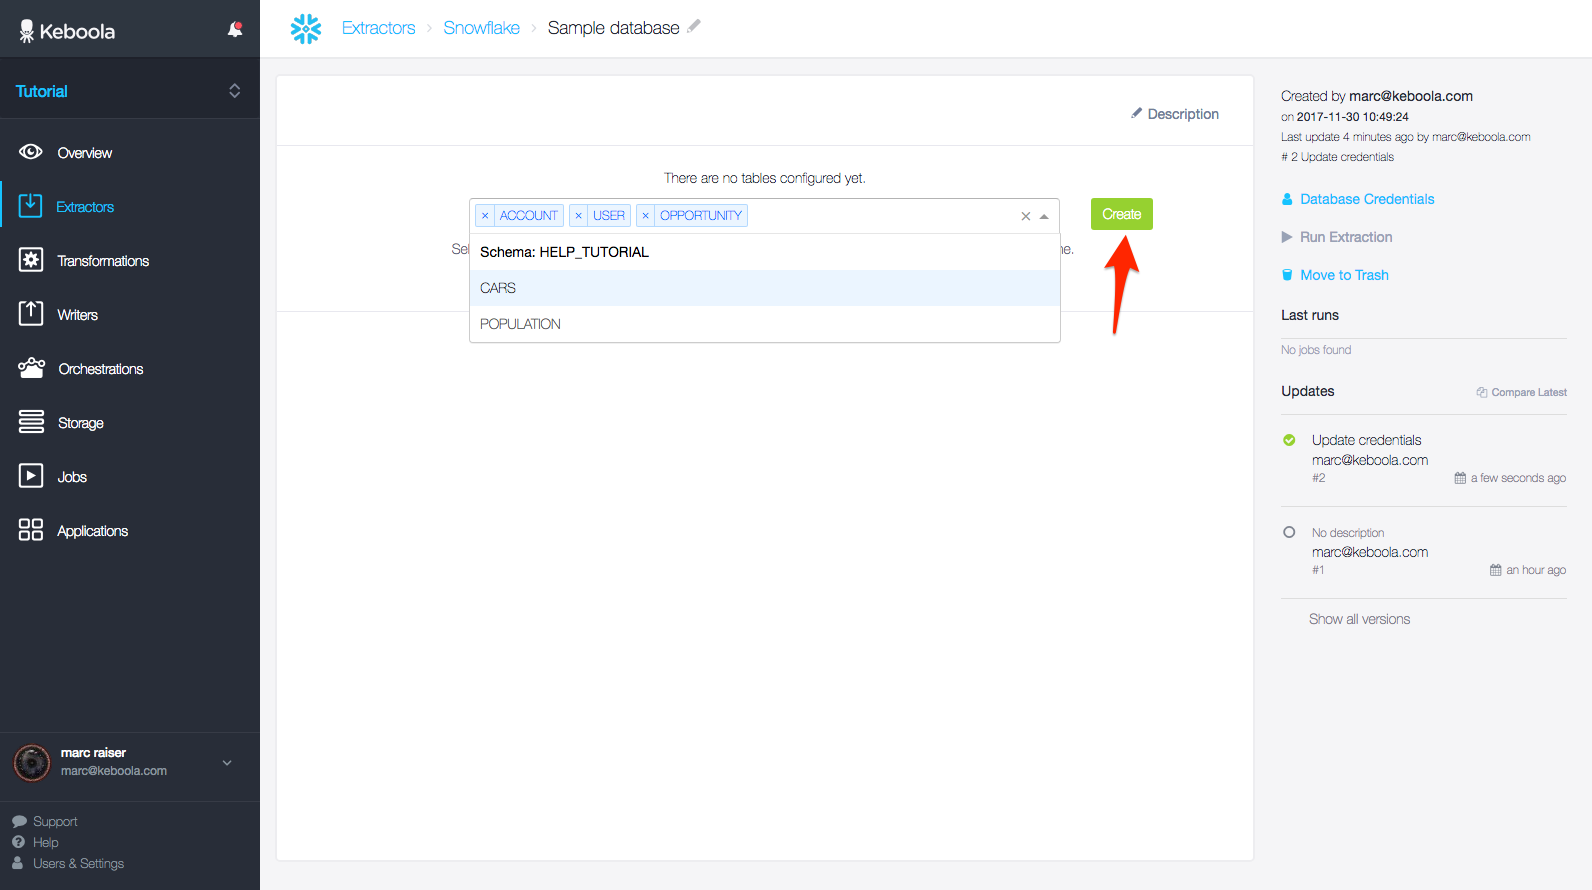 Keboola
Extractors › Snowflake › Sample database
Tutorial
Overview
Extractors
Transformations
Writers
Orchestrations
Storage
Jobs
Applications
marc raiser
marc@keboola.com
Support
Help
Users & Settings
Description
There are no tables configured yet.
× ACCOUNT × USER × OPPORTUNITY
Create
Schema: HELP_TUTORIAL
CARS
POPULATION
Created by marc@keboola.com
on 2017-11-30 10:49:24
Last update 4 minutes ago by marc@keboola.com
# 2 Update credentials
Database Credentials
Run Extraction
Move to Trash
Last runs
No jobs found
Updates Compare Latest
Update credentials
marc@keboola.com
#2 a few seconds ago
No description
marc@keboola.com
#1 an hour ago
Show all versions